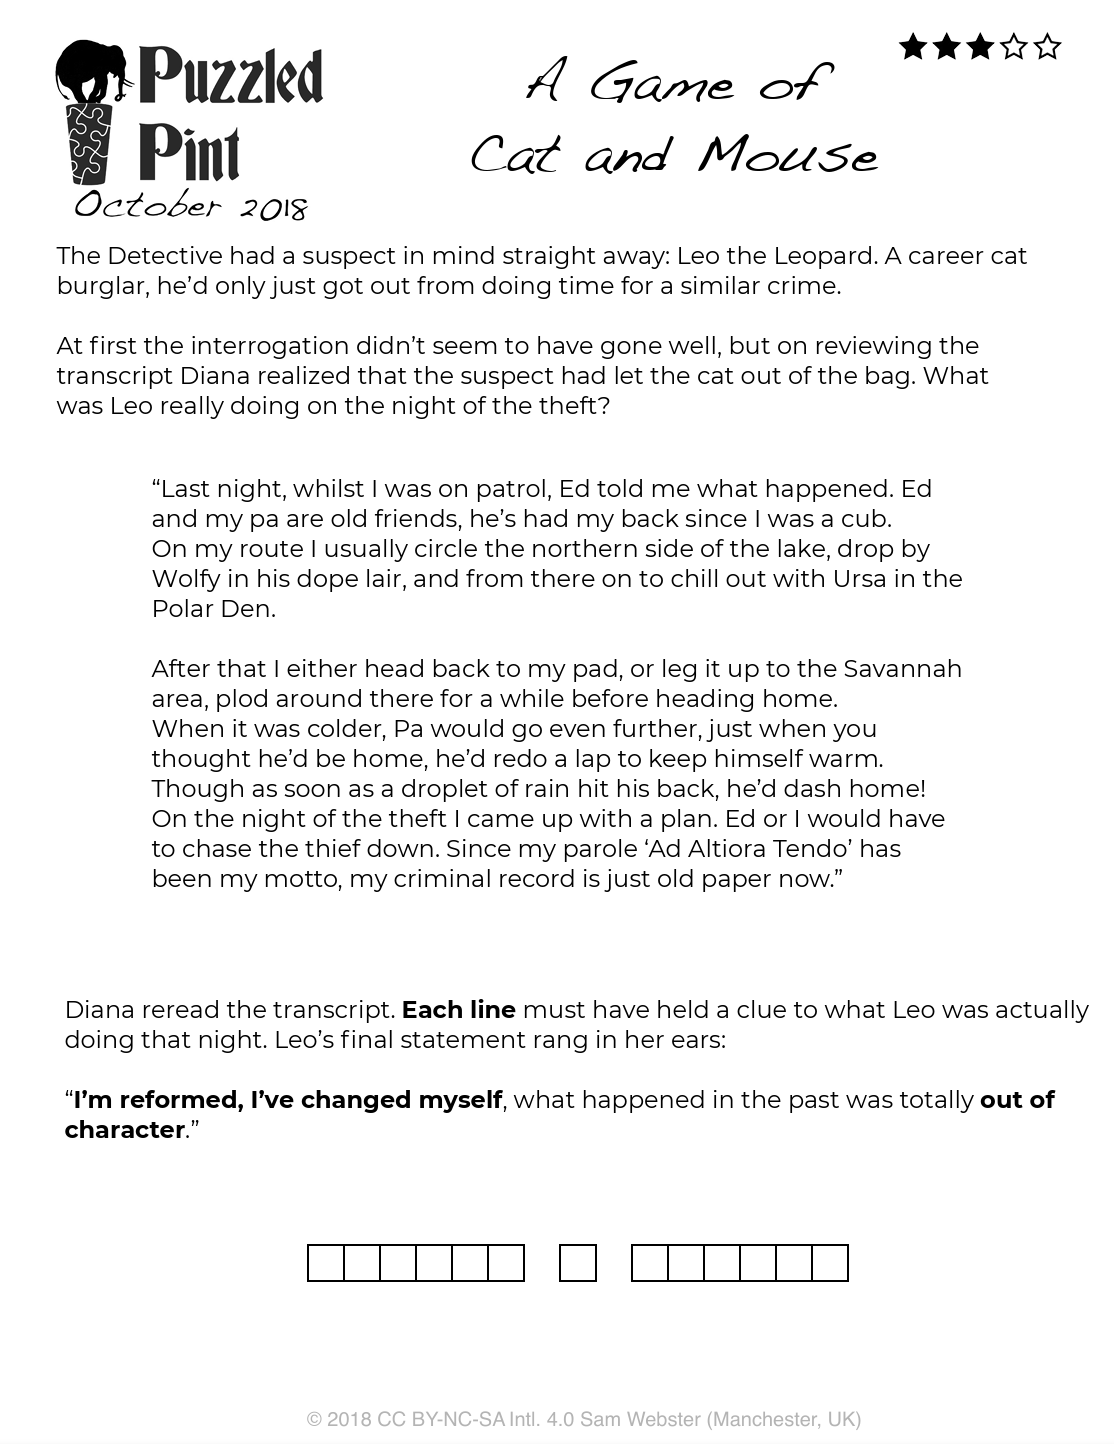 Puzzled
Pint
October 2018
A Game of
Cat and Mouse
The Detective had a suspect in mind straight away: Leo the Leopard. A career cat
burglar, he’d only just got out from doing time for a similar crime.
At first the interrogation didn’t seem to have gone well, but on reviewing the
transcript Diana realized that the suspect had let the cat out of the bag. What
was Leo really doing on the night of the theft?
“Last night, whilst I was on patrol, Ed told me what happened. Ed
and my pa are old friends, he’s had my back since I was a cub.
On my route I usually circle the northern side of the lake, drop by
Wolfy in his dope lair, and from there on to chill out with Ursa in the
Polar Den.
After that I either head back to my pad, or leg it up to the Savannah
area, plod around there for a while before heading home.
When it was colder, Pa would go even further, just when you
thought he’d be home, he’d redo a lap to keep himself warm.
Though as soon as a droplet of rain hit his back, he’d dash home!
On the night of the theft I came up with a plan. Ed or I would have
to chase the thief down. Since my parole ‘Ad Altiora Tendo’ has
been my motto, my criminal record is just old paper now.”
Diana reread the transcript. Each line must have held a clue to what Leo was actually
doing that night. Leo’s final statement rang in her ears:
“I’m reformed, I’ve changed myself, what happened in the past was totally out of
character.”
© 2018 CC BY-NC-SA Intl. 4.0 Sam Webster (Manchester, UK)